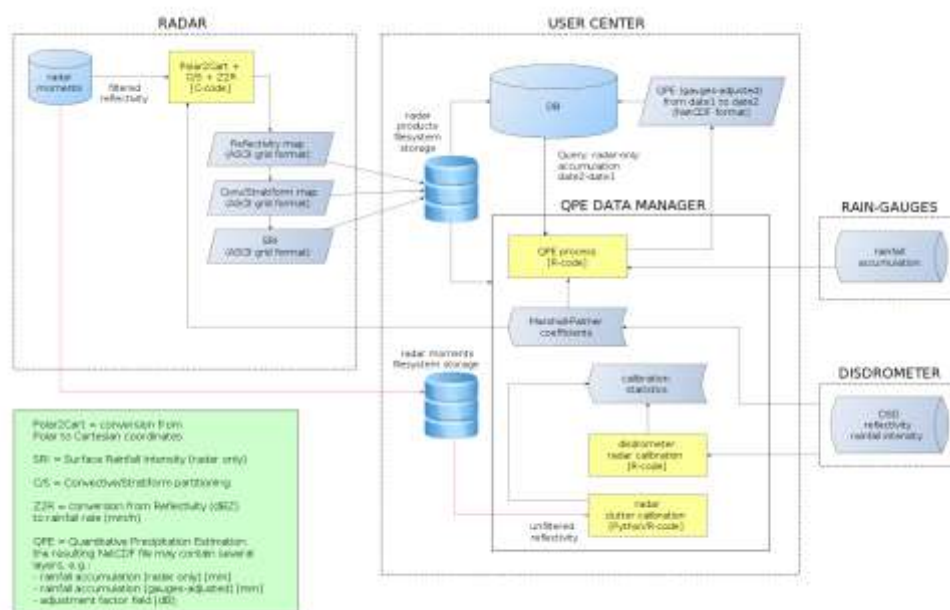 RADAR
radar
moments
filtered
reflectivity
Polar2Cart +
C/S + Z2R
[C-code]
Reflectivity map
(ASCII grid format)
Conv/Stratiform map
(ASCII grid format)
SRI
(ASCII grid format)
USER CENTER
radar
products
filesystem
storage
DB
QPE (gauges-adjusted)
from date1 to date2
(NetCDF-format)
Query: radar-only
accumulation
date2-date1
QPE DATA MANAGER
QPE process
[R-code]
Marshall-Palmer
coefficients
radar moments
filesystem storage
calibration
statistics
disdrometer
radar calibration
[R-code]
unfiltered
reflectivity
radar
clutter calibration
[Python/R-code]
RAIN-GAUGES
rainfall
accumulation
DISDROMETER
DSD
reflectivity
rainfall intensity
Polar2Cart = conversion from
Polar to Cartesian coordinates
SRI = Surface Rainfall Intensity (radar only)
C/S = Convective/Stratiform partitioning
Z2R = conversion from Reflectivity (dBZ)
to rainfall rate (mm/h)
QPE = Quantitative Precipitation Estimation:
the resulting NetCDF file may contain several
layers, e.g.:
- rainfall accumulation (radar only) [mm]
- rainfall accumulation (gauges-adjusted) [mm]
- adjustment factor field [dB];